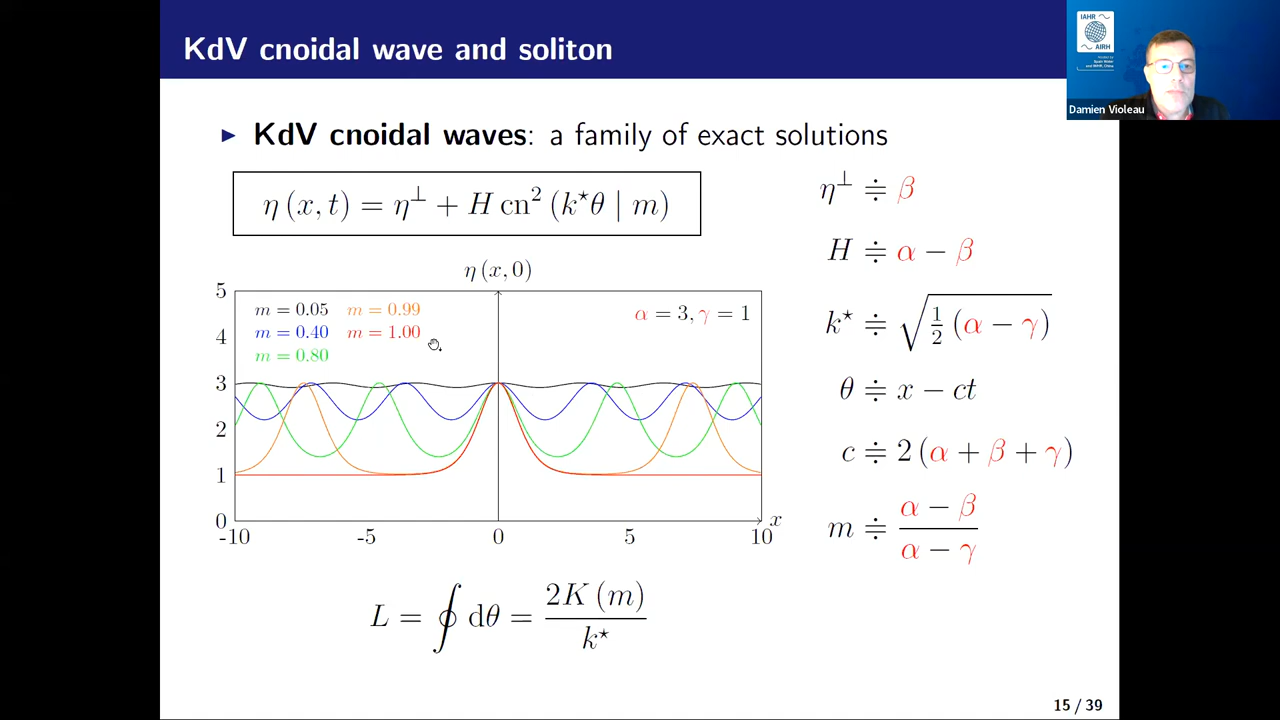 KdV cnoidal wave and soliton
IAHR
AIRH
Damien Violeau
▶ KdV cnoidal waves: a family of exact solutions
η (x, t) = η⊥ + H cn² (k⋆θ | m)
η⊥ ≑ β
H ≑ α − β
k⋆ ≑ √(1/2 (α − γ))
θ ≑ x − ct
c ≑ 2 (α + β + γ)
m ≑ (α − β)/(α − γ)
η (x, 0)
m = 0.05 m = 0.99
m = 0.40 m = 1.00
m = 0.80
α = 3, γ = 1
5
4
3
2
1
0
-10 -5 0 5 10
x
L = ∮ dθ = 2K (m)/k⋆
15 / 39